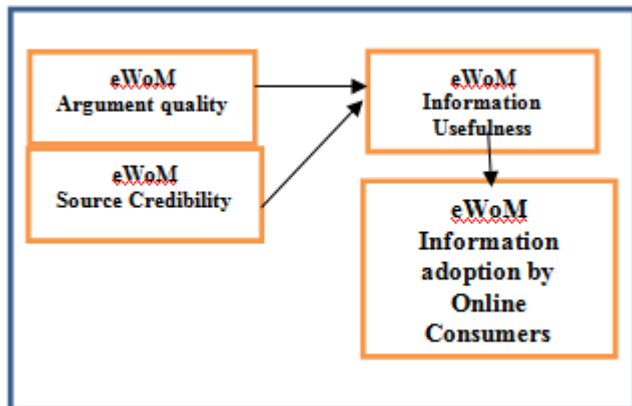 eWoM
Argument quality
eWoM
Source Credibility
eWoM
Information
Usefulness
eWoM
Information
adoption by
Online
Consumers